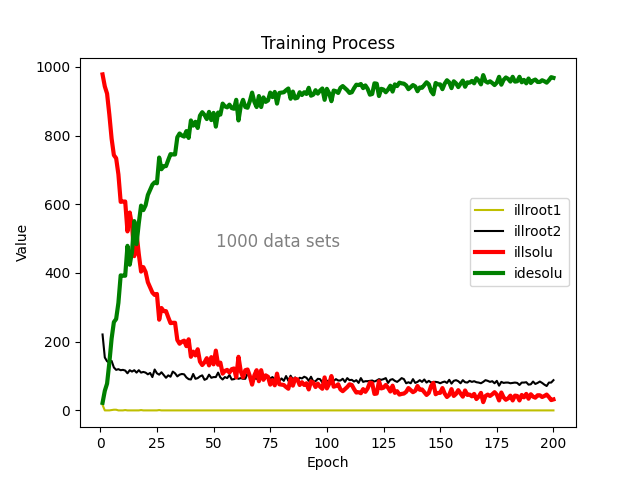 Training Process
1000
800
600
400
200
0
Value
1000 data sets
illroot1
illroot2
illsolu
idesolu
0 25 50 75 100 125 150 175 200
Epoch